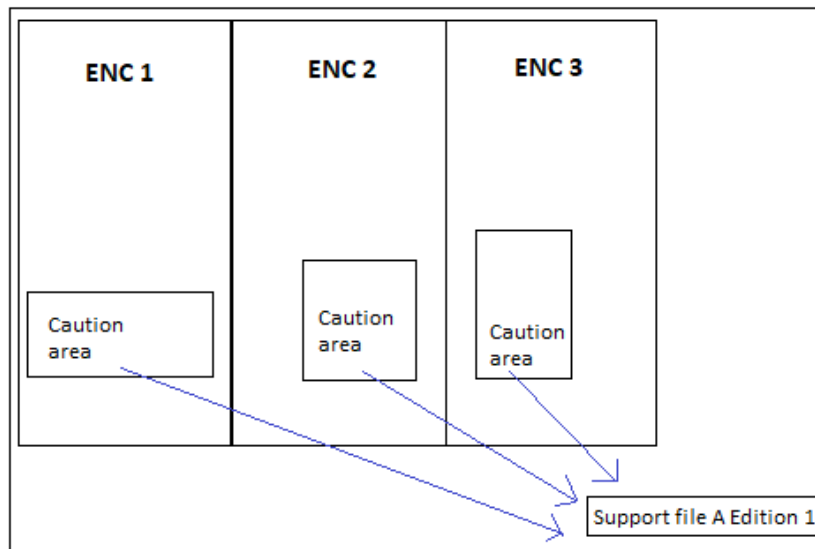 ENC 1
ENC 2
ENC 3
Caution
area
Caution
area
Caution
area
Support file A Edition 1